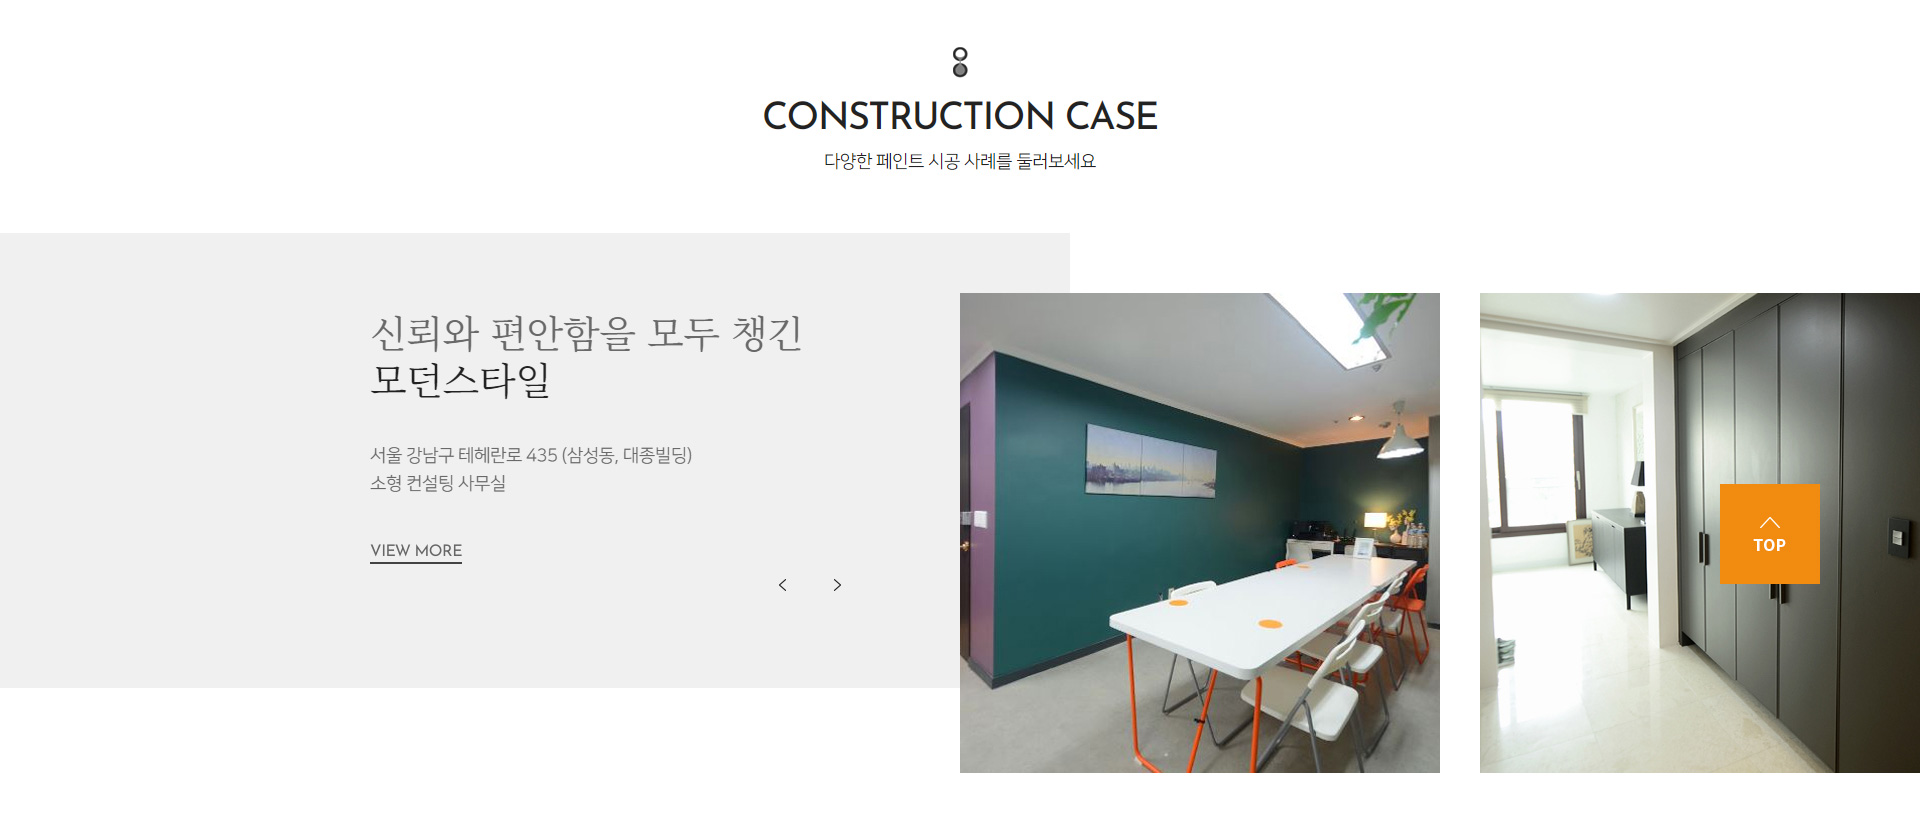 CONSTRUCTION CASE
다양한 페인트 시공 사례를 둘러보세요
신뢰와 편안함을 모두 챙긴
모던스타일
서울 강남구 테헤란로 435 (삼성동, 대종빌딩)
소형 컨설팅 사무실
VIEW MORE
TOP